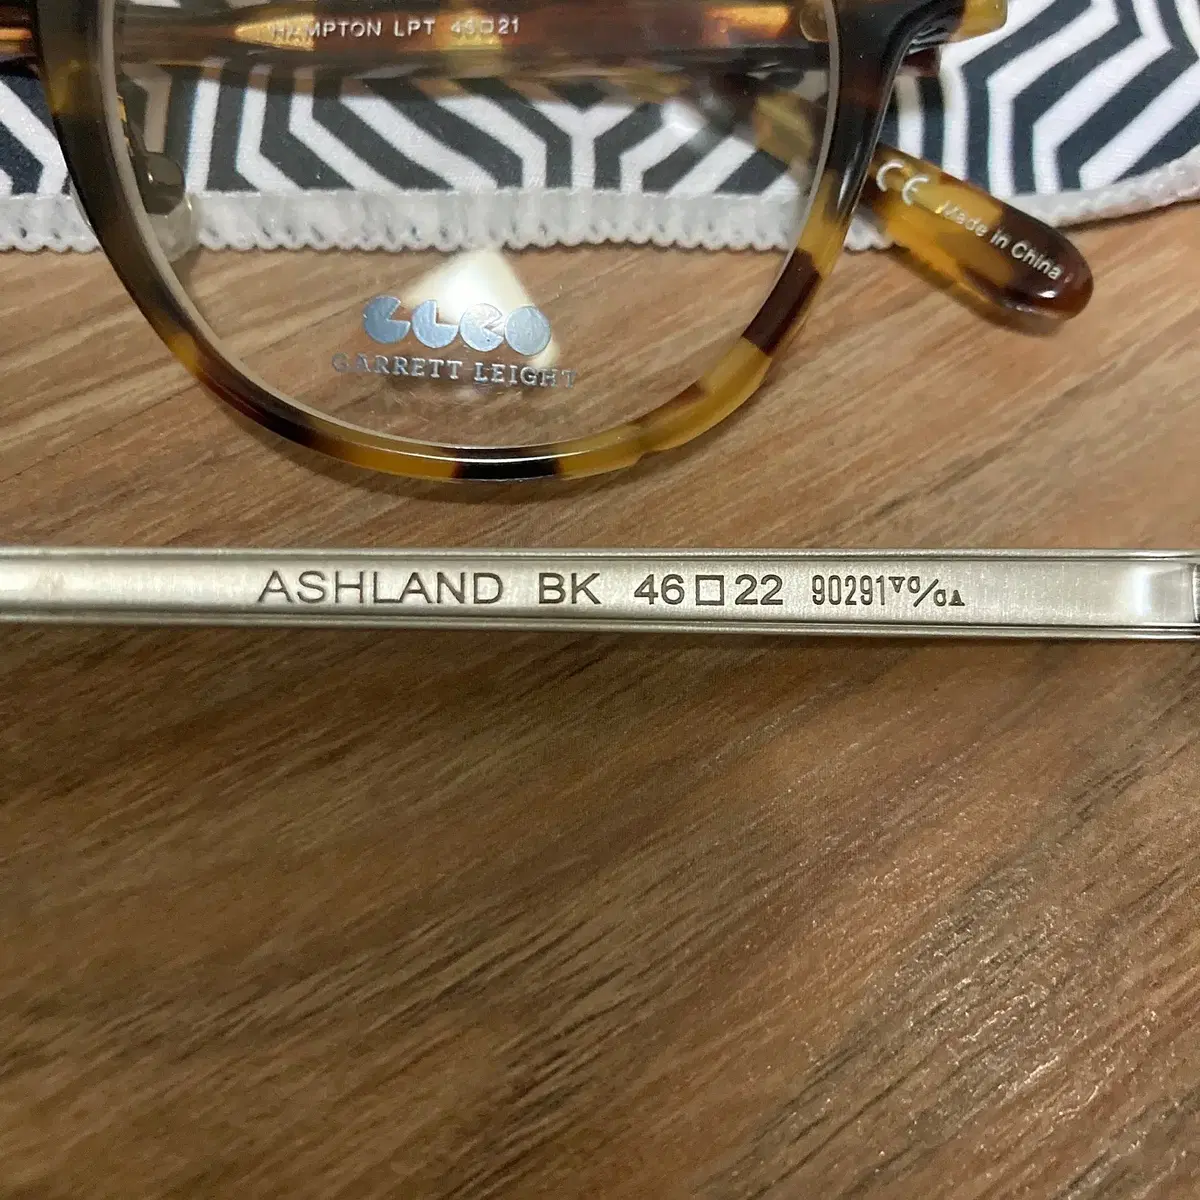 HAMPTON LPT 46□21
CE Made in China
GLCO
GARRETT LEIGHT
ASHLAND BK 46□22 90291